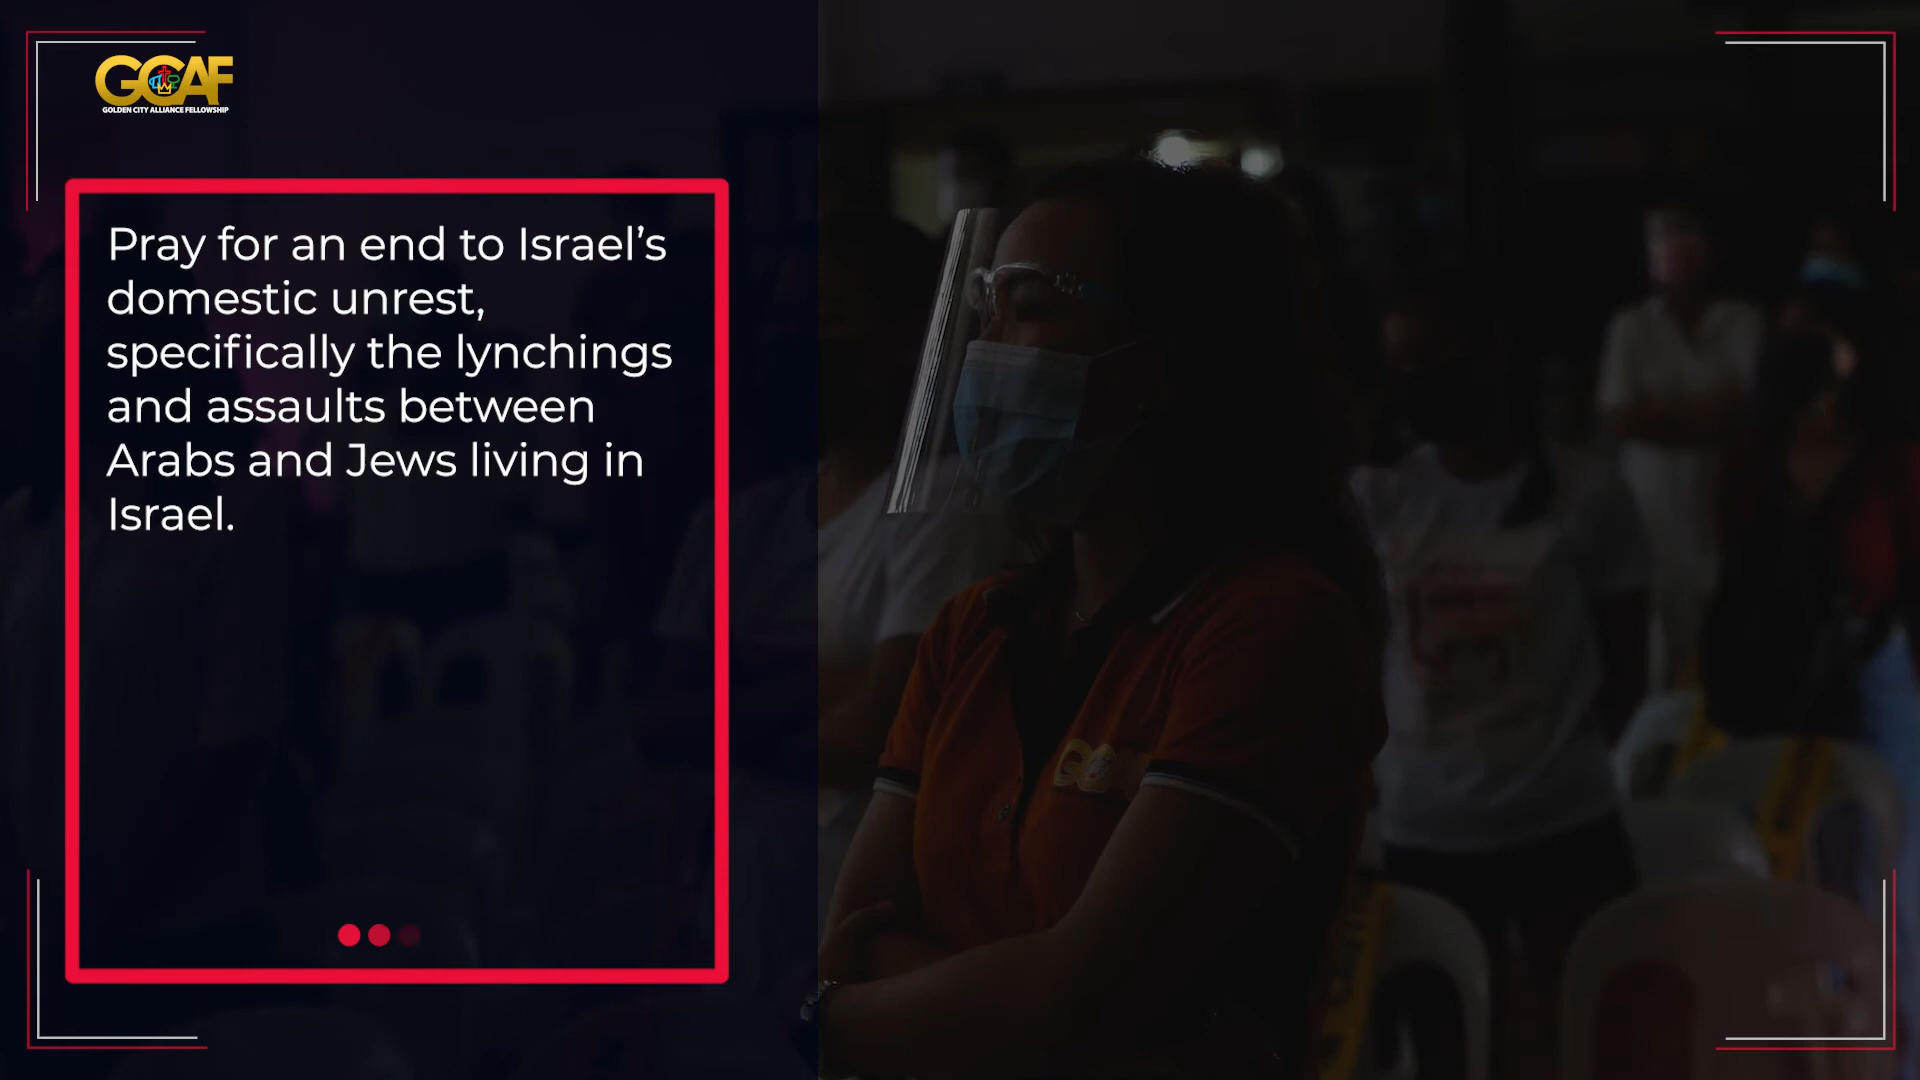 GCAF
GOLDEN CITY ALLIANCE FELLOWSHIP
Pray for an end to Israel’s
domestic unrest,
specifically the lynchings
and assaults between
Arabs and Jews living in
Israel.